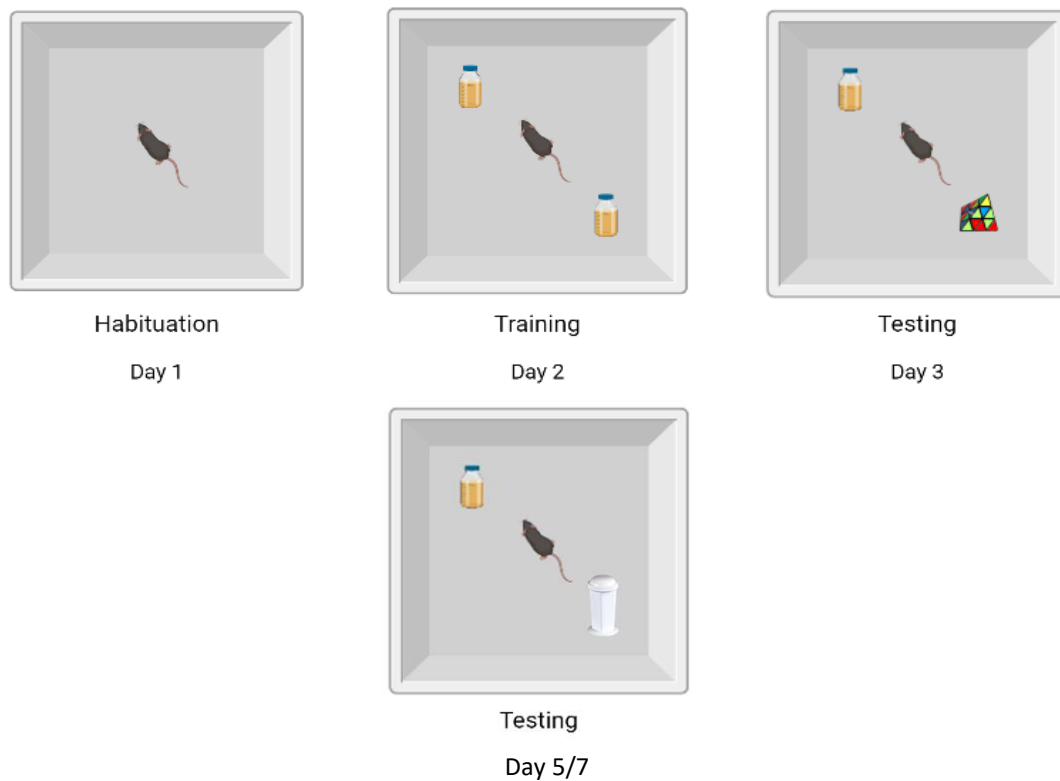 Habituation
Training
Testing
Day 1
Day 2
Day 3
Testing
Day 5/7